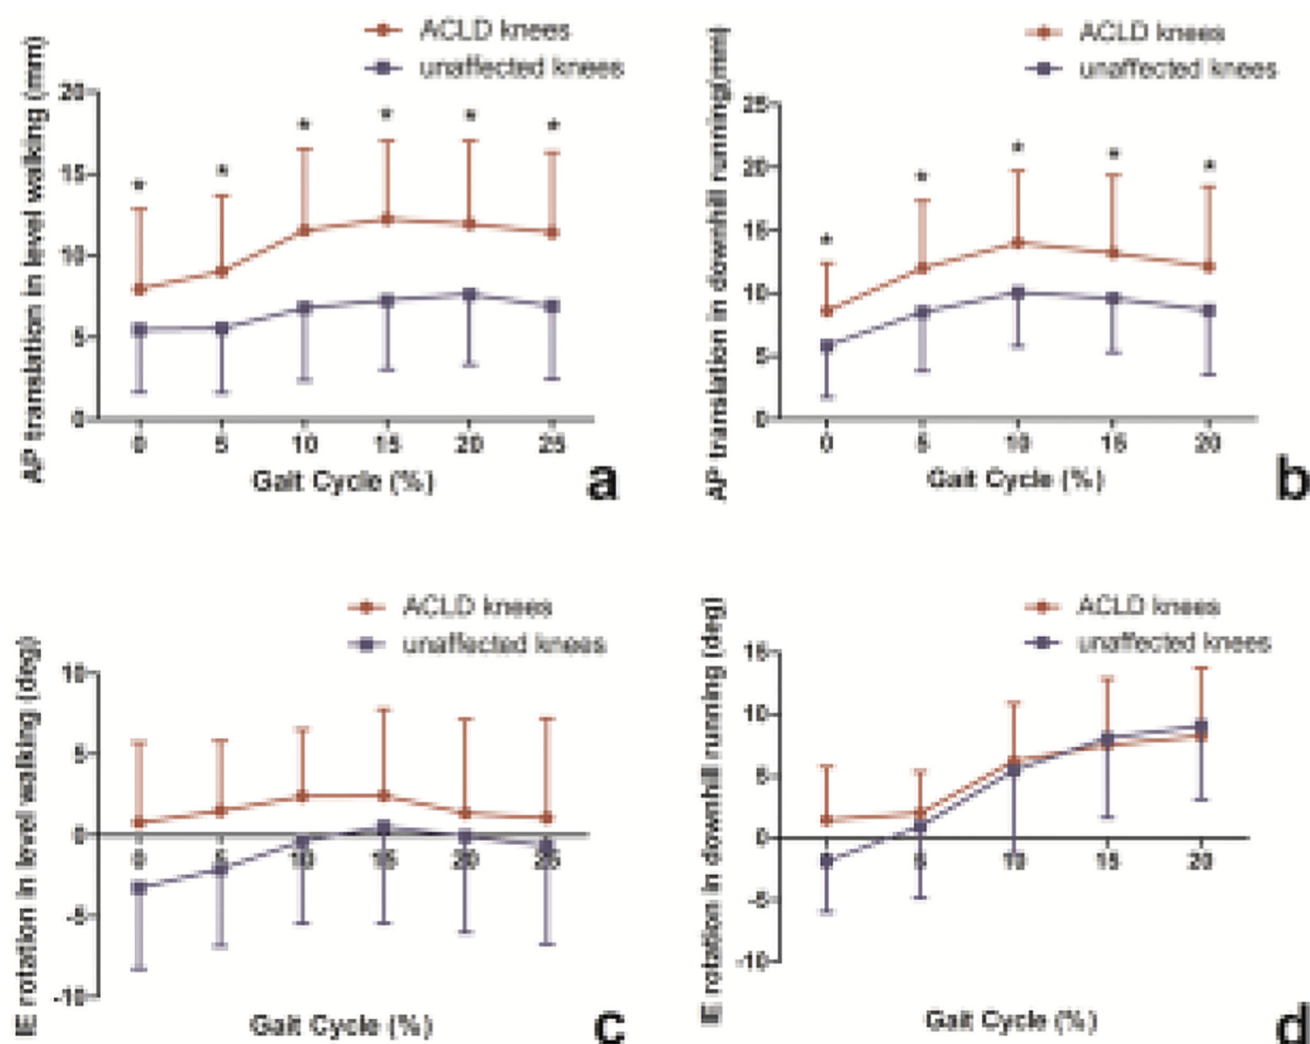 ACLD knees
unaffected knees
AP translation in level walking (mm)
20
15
10
5
0
* * * * * *
0 5 10 15 20 25
Gait Cycle (%)
a
ACLD knees
unaffected knees
AP translation in downhill running(mm)
25
20
15
10
5
0
* * * * *
0 5 10 15 20
Gait Cycle (%)
b
ACLD knees
unaffected knees
IE rotation in level walking (deg)
10
5
0
-5
-10
0 5 10 15 20 25
Gait Cycle (%)
c
ACLD knees
unaffected knees
IE rotation in downhill running (deg)
15
10
5
0
-5
-10
0 5 10 15 20
Gait Cycle (%)
d